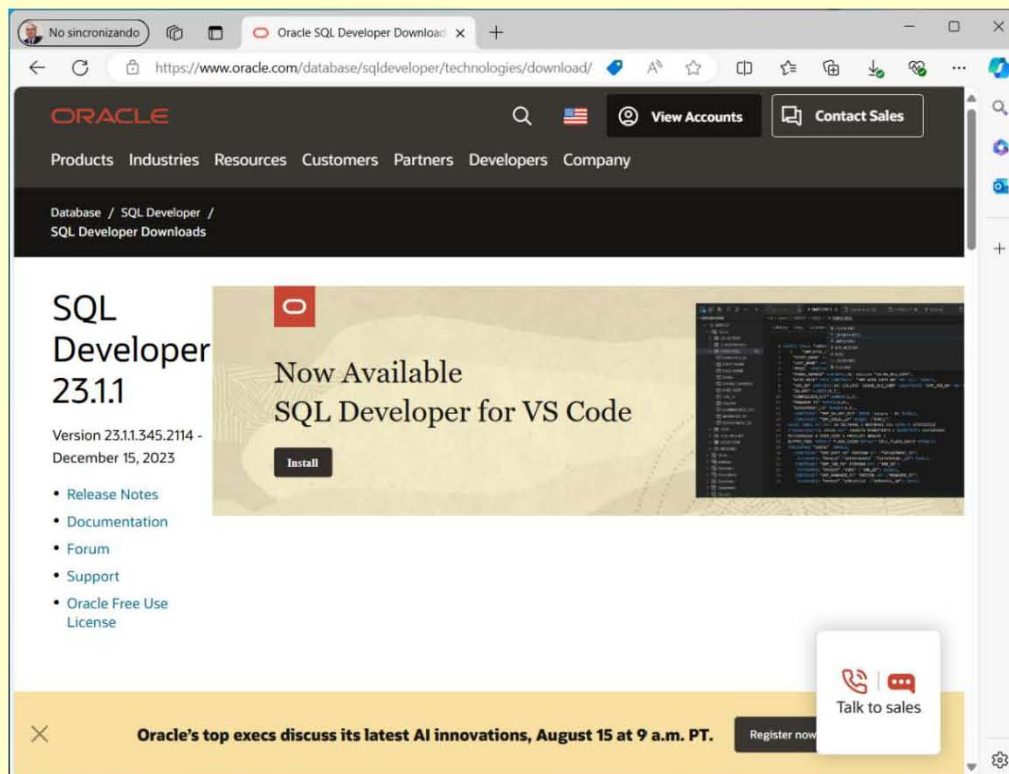 No sincronizando
Oracle SQL Developer Download
https://www.oracle.com/database/sqldeveloper/technologies/download/
ORACLE
View Accounts
Contact Sales
Products Industries Resources Customers Partners Developers Company
Database / SQL Developer /
SQL Developer Downloads
SQL
Developer
23.1.1
Version 23.1.1.345.2114 -
December 15, 2023
• Release Notes
• Documentation
• Forum
• Support
• Oracle Free Use
License
Now Available
SQL Developer for VS Code
Install
Talk to sales
Oracle's top execs discuss its latest AI innovations, August 15 at 9 a.m. PT.
Register now